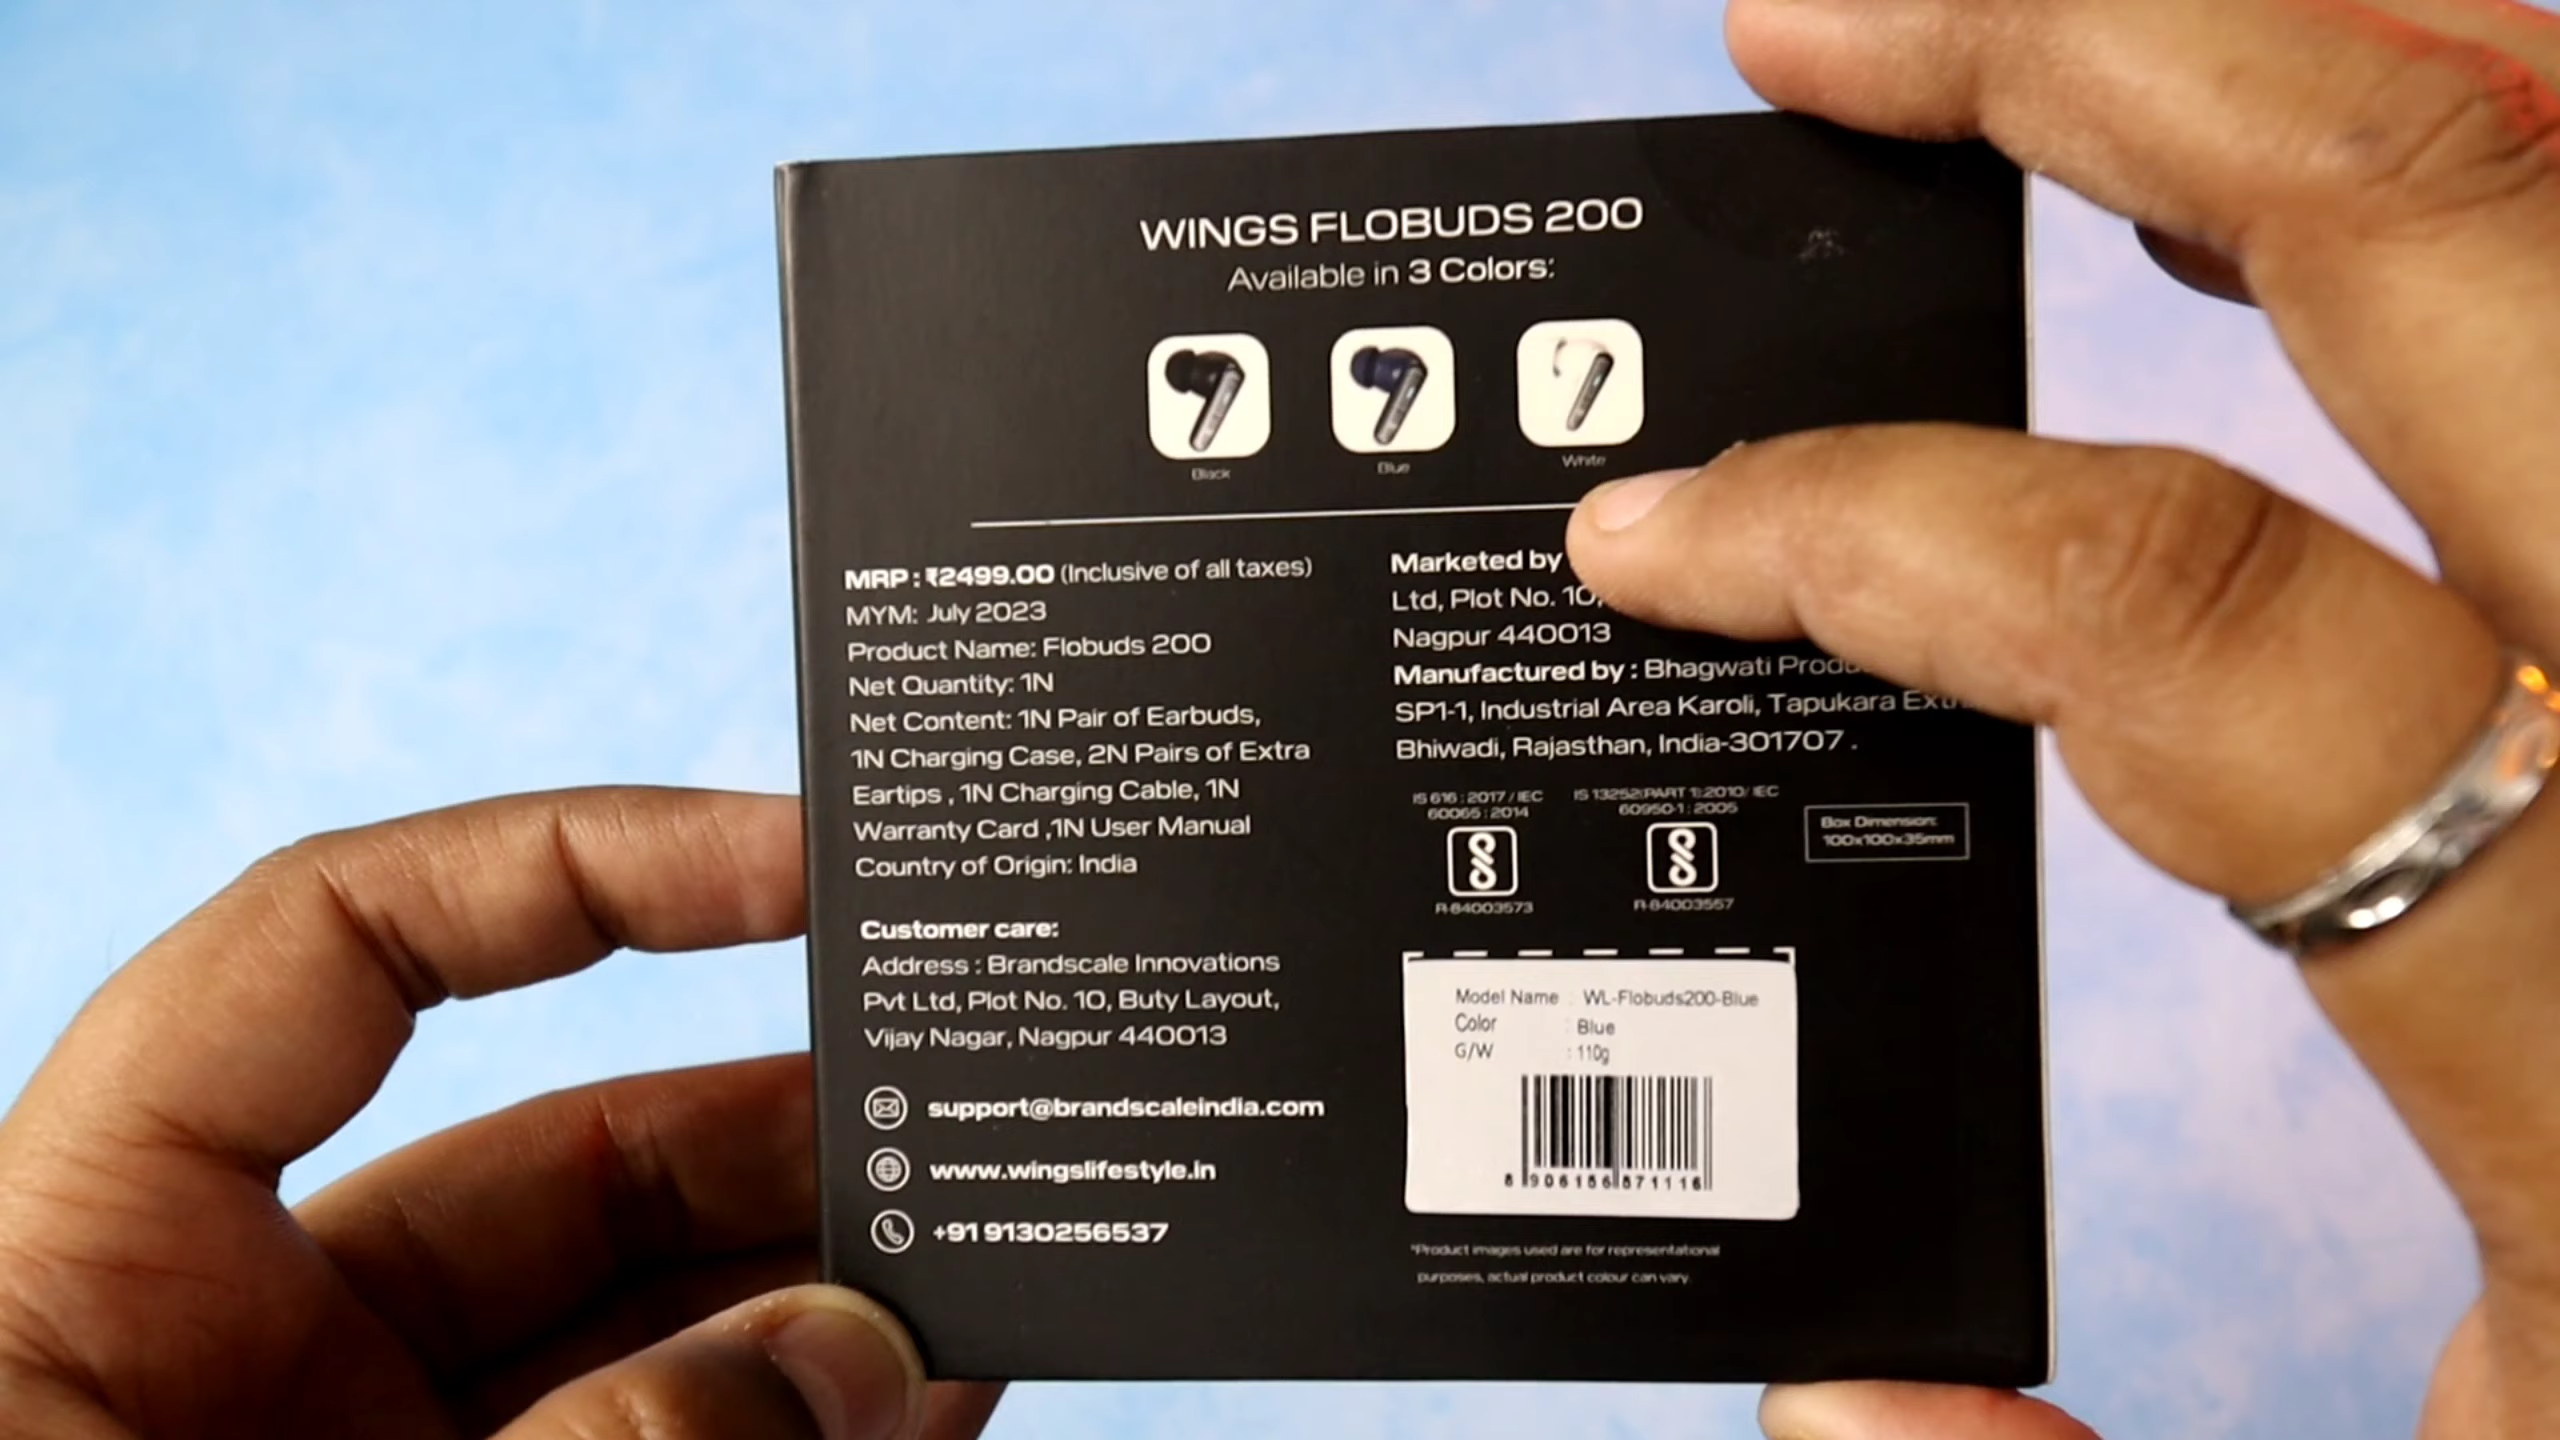 WINGS FLOBUDS 200
Available in 3 Colors:
Black
Blue
White
MRP : ₹2499.00 (Inclusive of all taxes)
MYM: July 2023
Product Name: Flobuds 200
Net Quantity: 1N
Net Content: 1N Pair of Earbuds,
1N Charging Case, 2N Pairs of Extra
Eartips , 1N Charging Cable, 1N
Warranty Card ,1N User Manual
Country of Origin: India
Customer care:
Address : Brandscale Innovations
Pvt Ltd, Plot No. 10, Buty Layout,
Vijay Nagar, Nagpur 440013
support@brandscaleindia.com
www.wingslifestyle.in
+91 9130256537
Marketed by
Ltd, Plot No. 10,
Nagpur 440013
Manufactured by : Bhagwati
SP1-1, Industrial Area Karoli, Tapukara
Bhiwadi, Rajasthan, India-301707 .
IS 616 : 2017 / IEC
60065 : 2014
R-84003573
IS 13252(PART 1):2010/ IEC
60950-1 : 2005
R-84003557
Box Dimension:
100x100x35mm
Model Name : WL-Flobuds200-Blue
Color : Blue
G/W : 110g
8 906156 871116
*Product images used are for representational
purposes, actual product colour can vary.